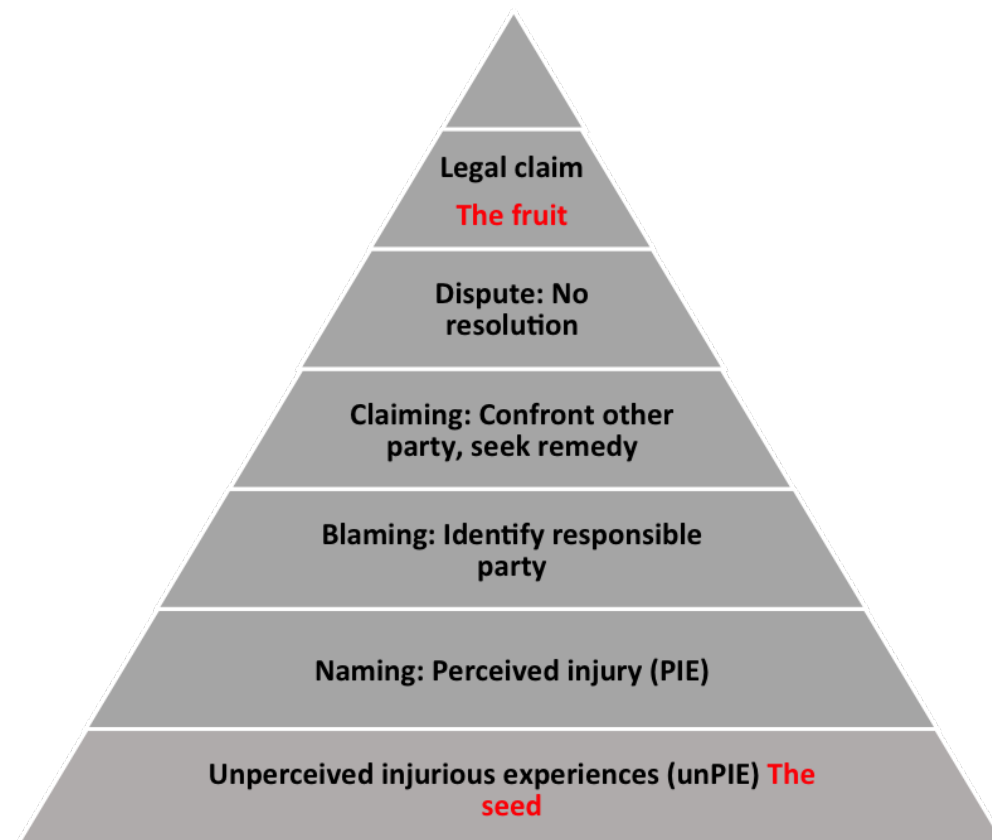 Legal claim
The fruit
Dispute: No
resolution
Claiming: Confront other
party, seek remedy
Blaming: Identify responsible
party
Naming: Perceived injury (PIE)
Unperceived injurious experiences (unPIE) The
seed